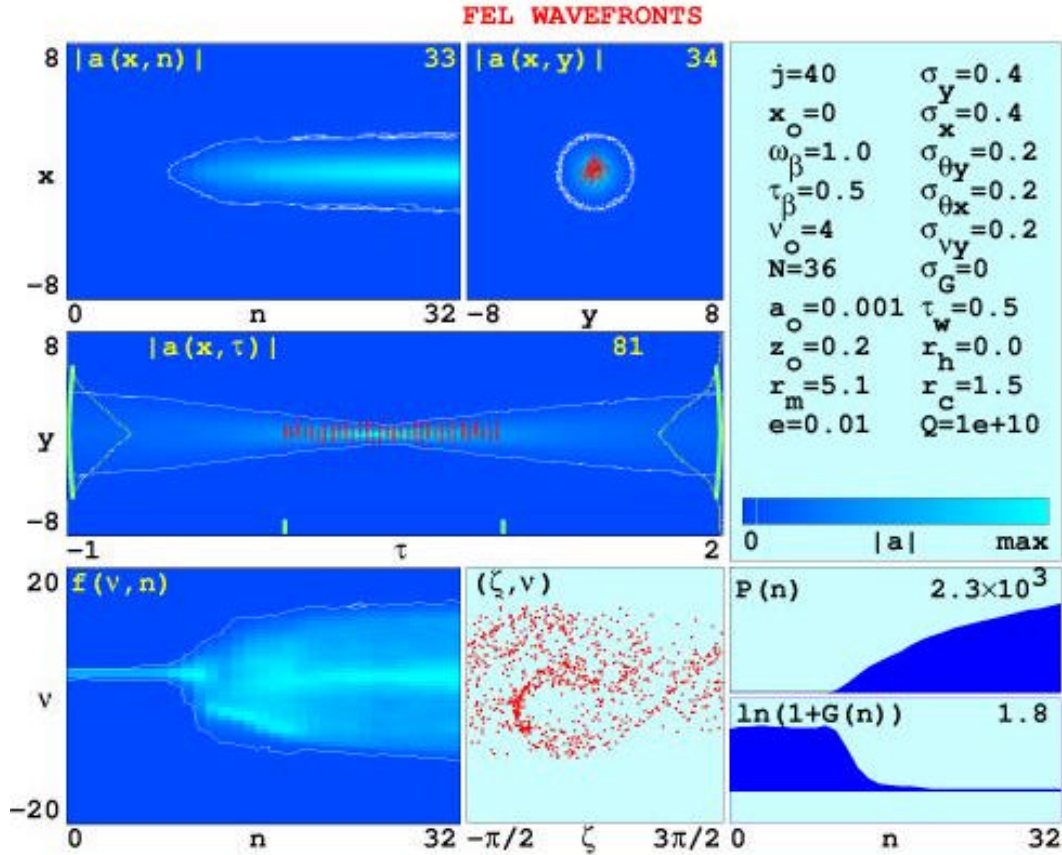 FEL WAVEFRONTS
8 |a(x,n)| 33 |a(x,y)| 34
x
-8
0 n 32 -8 y 8
j=40 σy=0.4
xo=0 σx=0.4
ωβ=1.0 σθy=0.2
τβ=0.5 σθx=0.2
νo=4 σνy=0.2
N=36 σG=0
ao=0.001 τw=0.5
zo=0.2 rh=0.0
rm=5.1 rc=1.5
e=0.01 Q=1e+10
0 |a| max
8 |a(x,τ)| 81
y
-8
-1 τ 2
20 f(ν,n) (ζ,ν)
ν
-20
0 n 32 -π/2 ζ 3π/2
P(n) 2.3×10³
ln(1+G(n)) 1.8
0 n 32